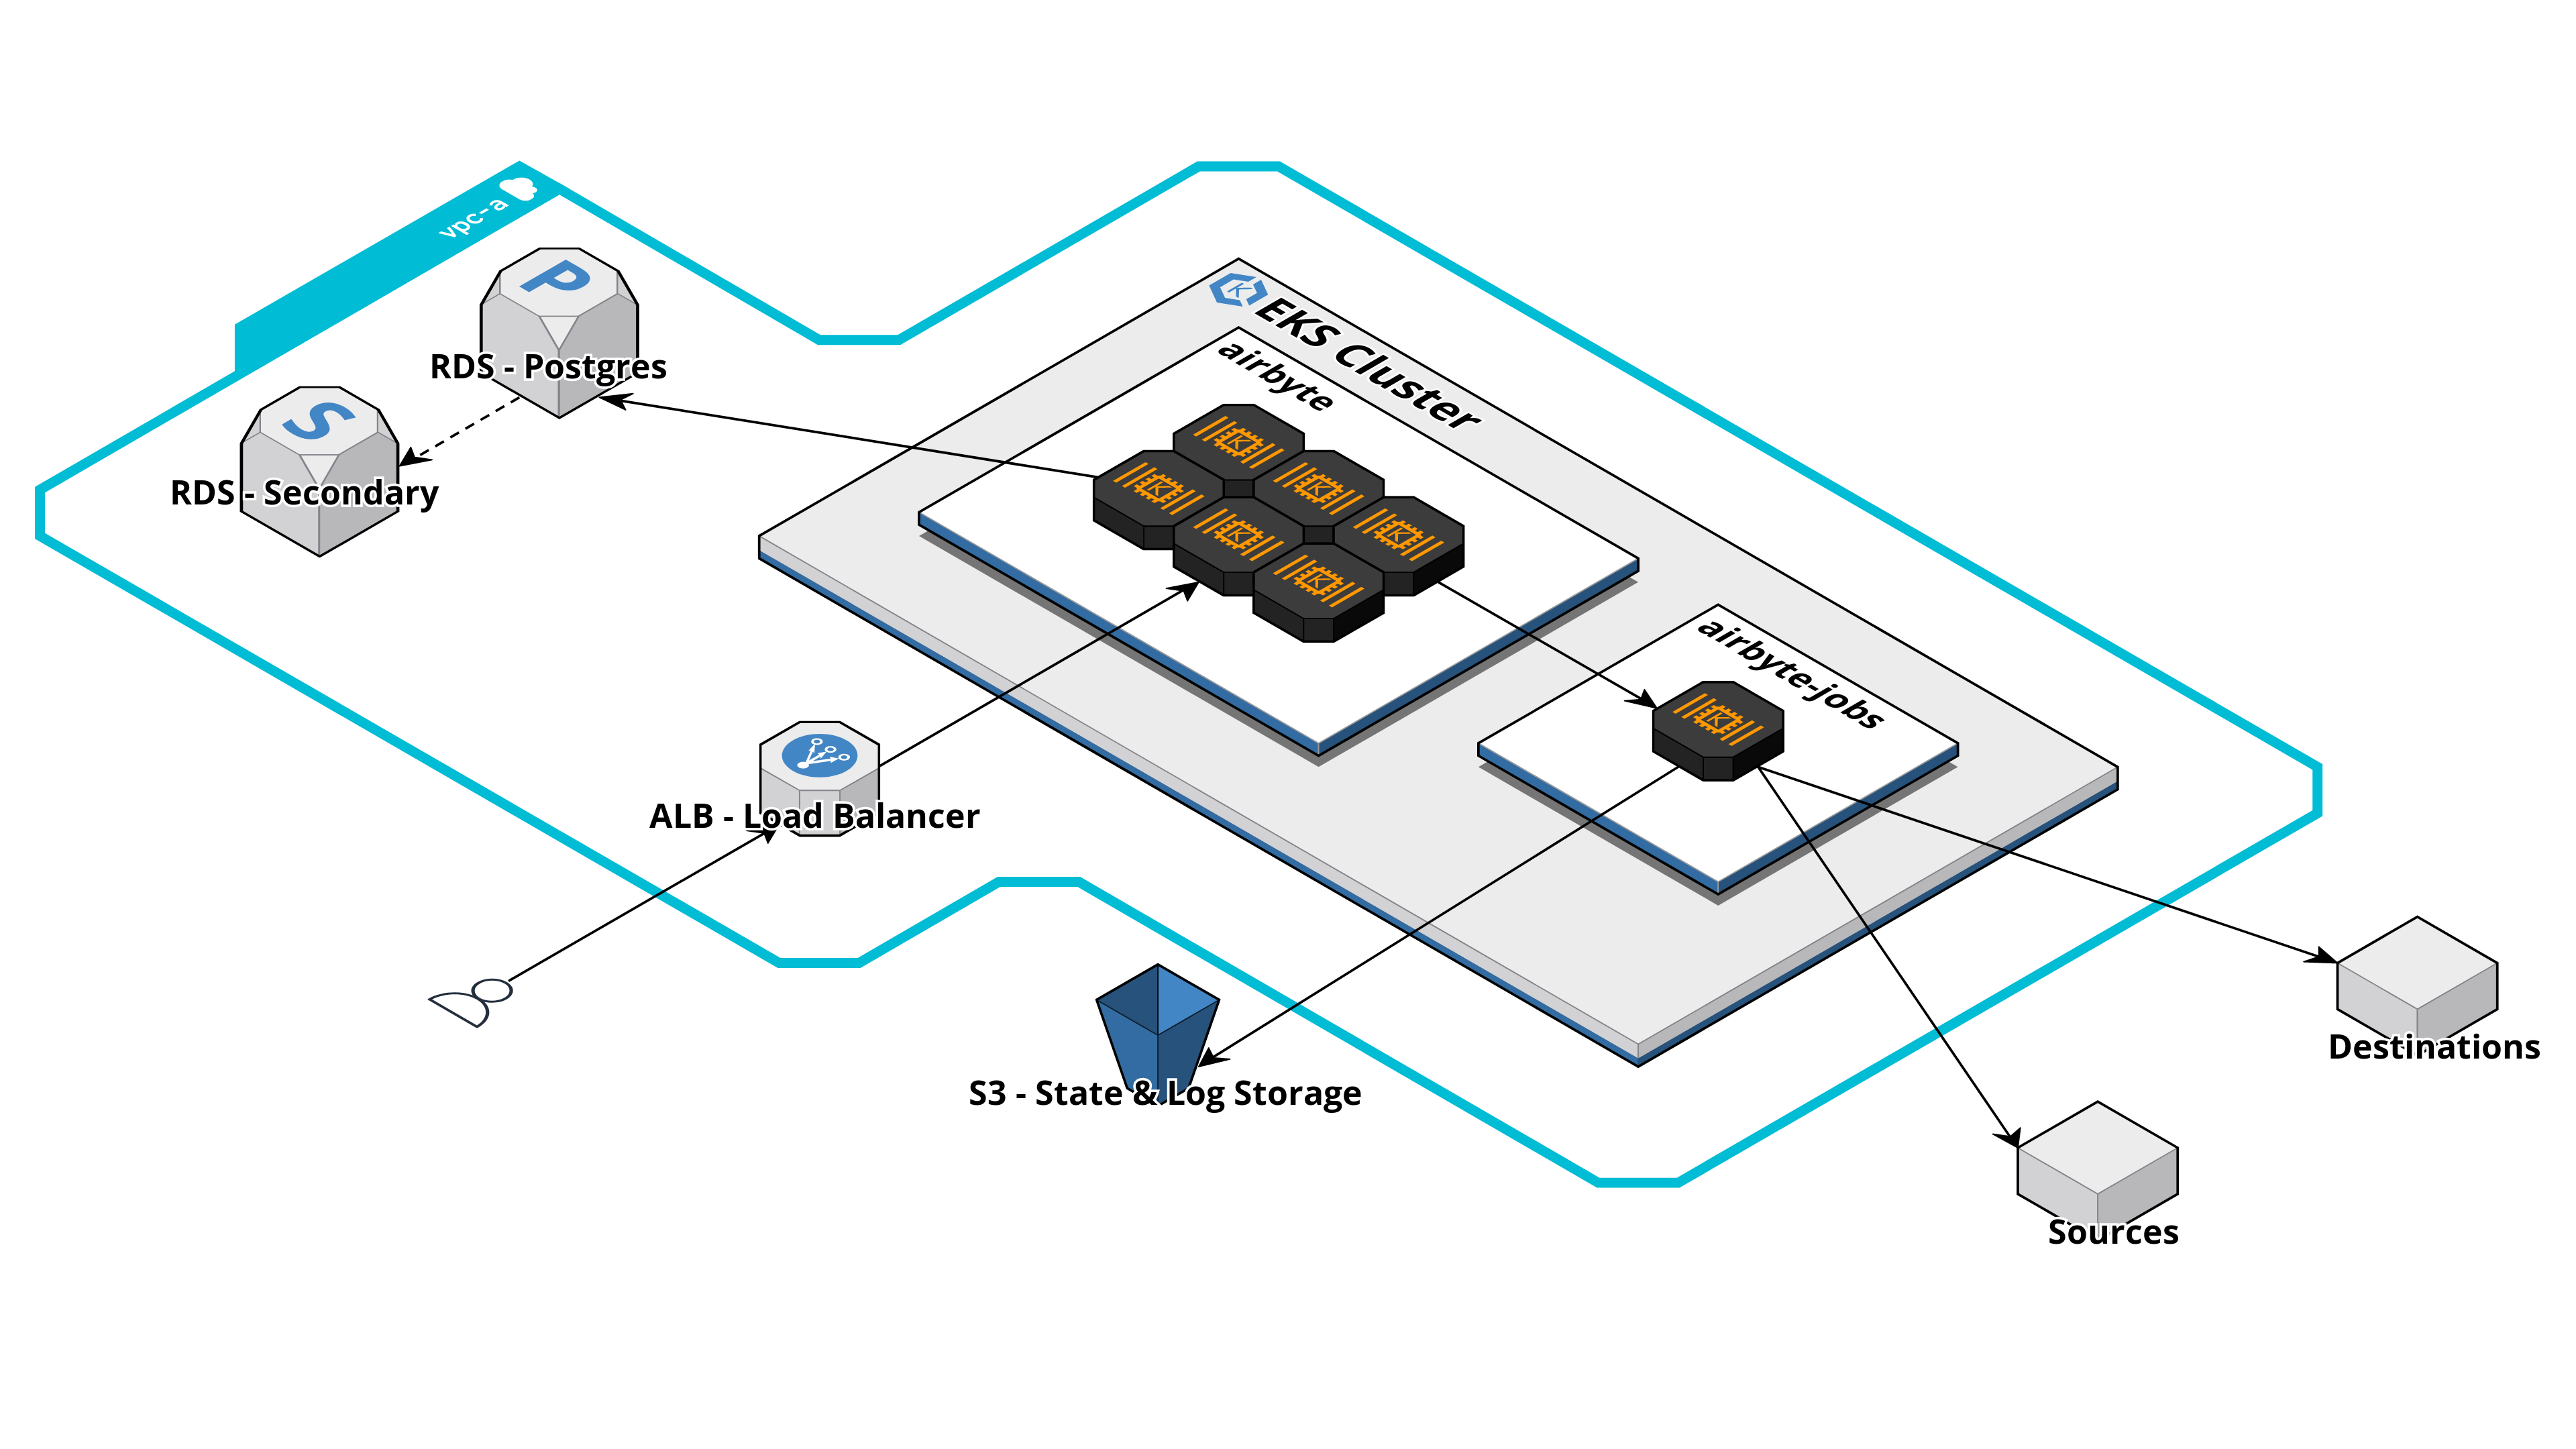 vpc-a
P
RDS - Postgres
S
RDS - Secondary
K
EKS Cluster
airbyte
K
K
K
K
K
K
airbyte-jobs
K
ALB - Load Balancer
S3 - State & Log Storage
Destinations
Sources